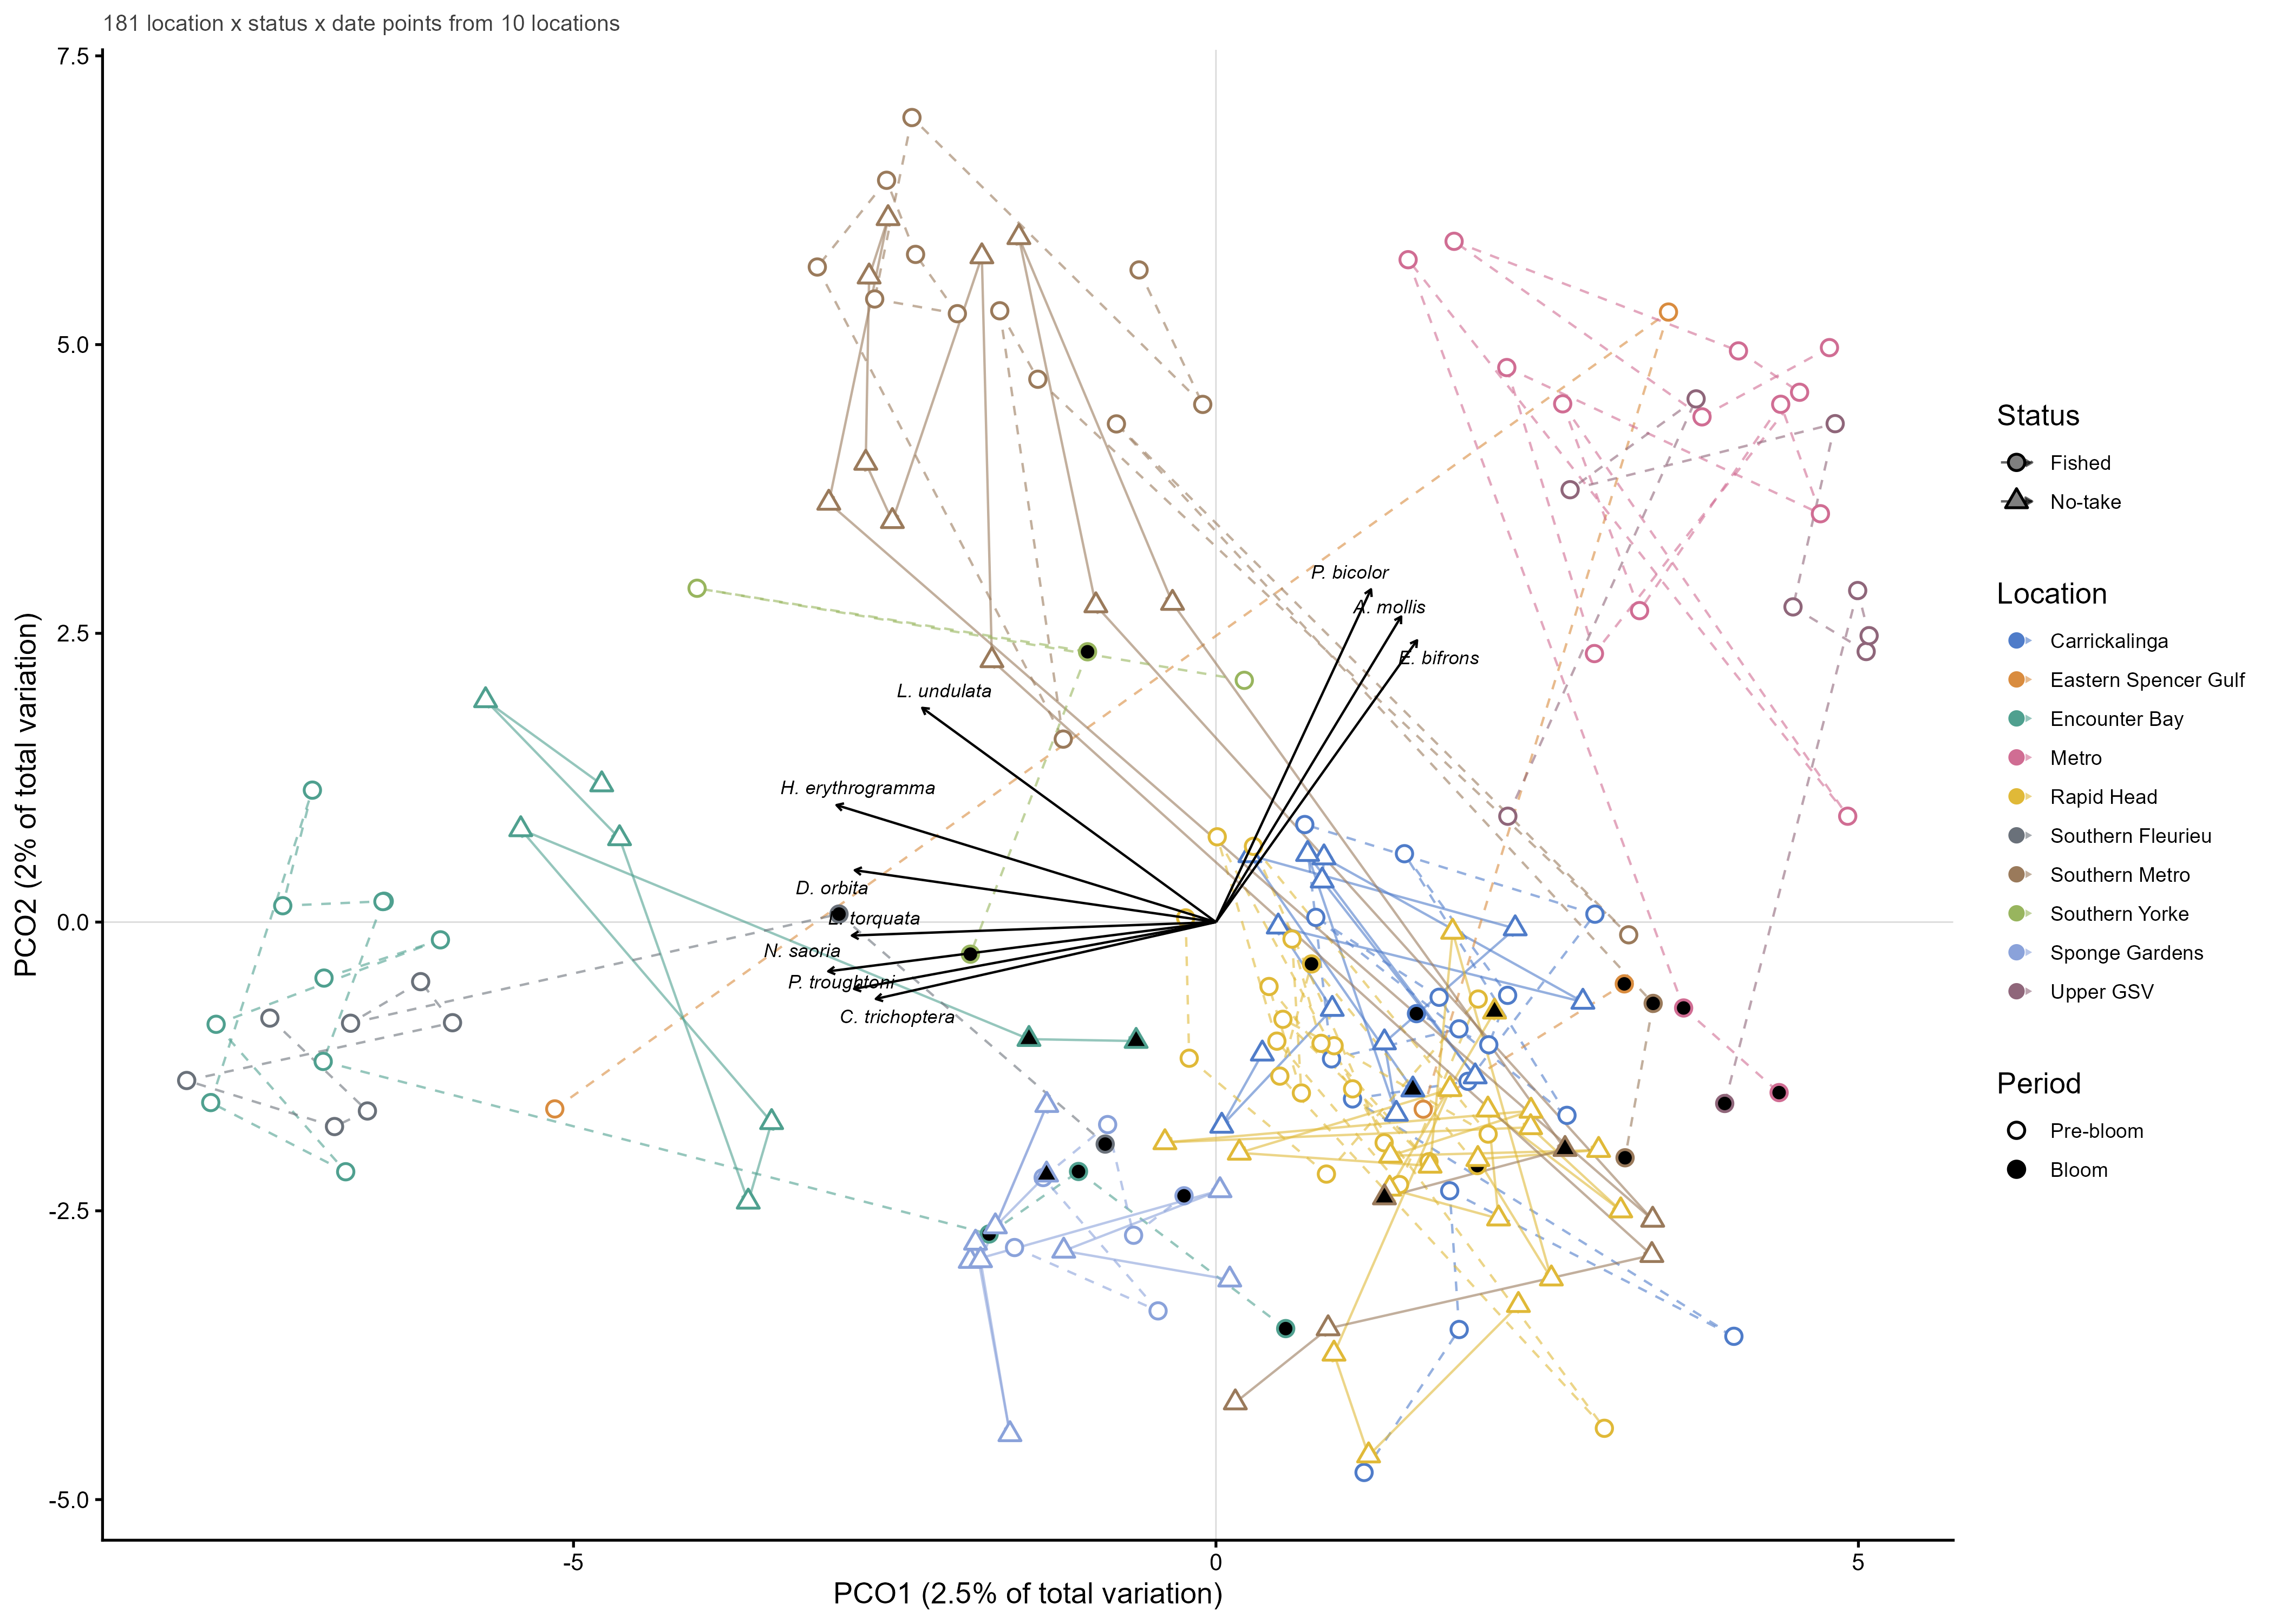 181 location x status x date points from 10 locations
7.5
5.0
2.5
0.0
-2.5
-5.0
PCO2 (2% of total variation)
P. bicolor
A. mollis
E. bifrons
L. undulata
H. erythrogramma
D. orbita
L. torquata
N. saoria
P. troughtoni
C. trichoptera
-5
0
5
PCO1 (2.5% of total variation)
Status
Fished
No-take
Location
Carrickalinga
Eastern Spencer Gulf
Encounter Bay
Metro
Rapid Head
Southern Fleurieu
Southern Metro
Southern Yorke
Sponge Gardens
Upper GSV
Period
Pre-bloom
Bloom